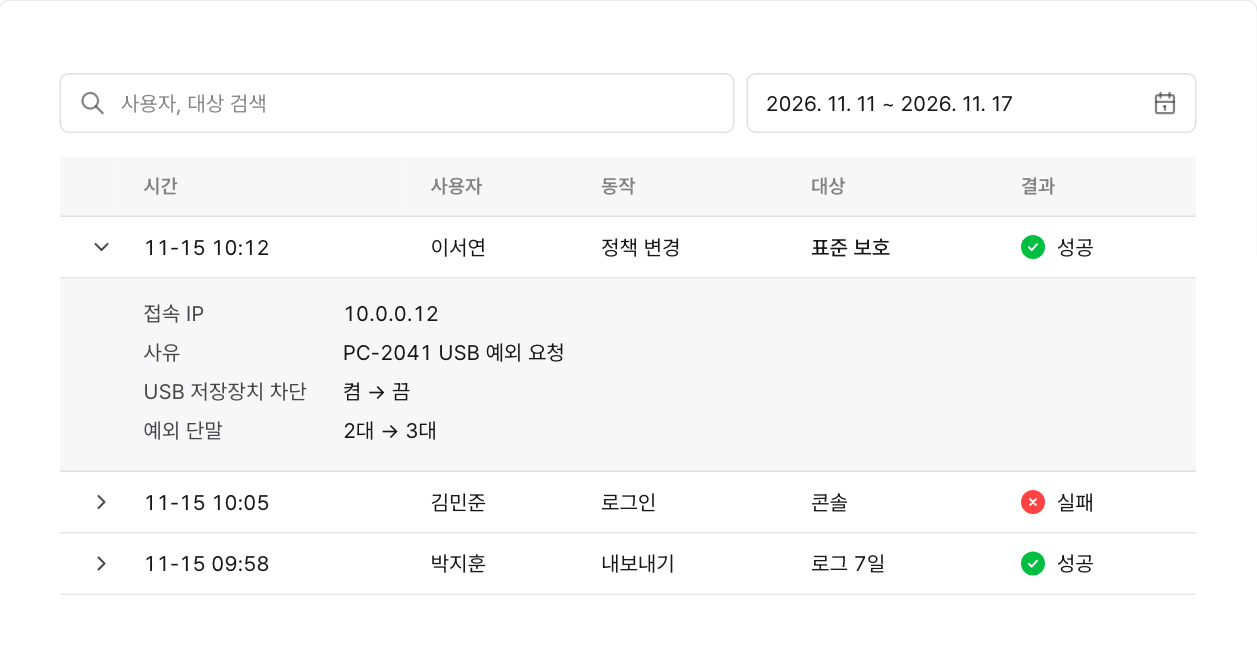 사용자, 대상 검색
2026. 11. 11 ~ 2026. 11. 17
시간 사용자 동작 대상 결과
11-15 10:12 이서연 정책 변경 표준 보호 성공
접속 IP 10.0.0.12
사유 PC-2041 USB 예외 요청
USB 저장장치 차단 켬 → 끔
예외 단말 2대 → 3대
11-15 10:05 김민준 로그인 콘솔 실패
11-15 09:58 박지훈 내보내기 로그 7일 성공